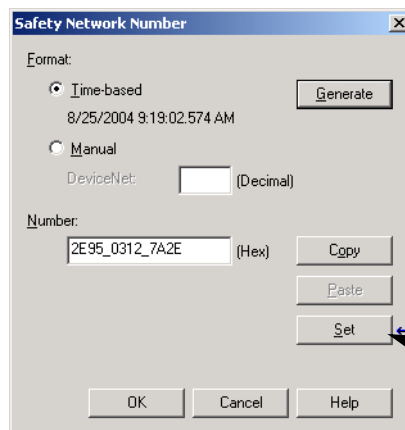 Safety Network Number
Format:
Time-based
Generate
8/25/2004 9:19:02.574 AM
Manual
DeviceNet:
(Decimal)
Number:
2E95_0312_7A2E
(Hex)
Copy
Paste
Set
OK
Cancel
Help